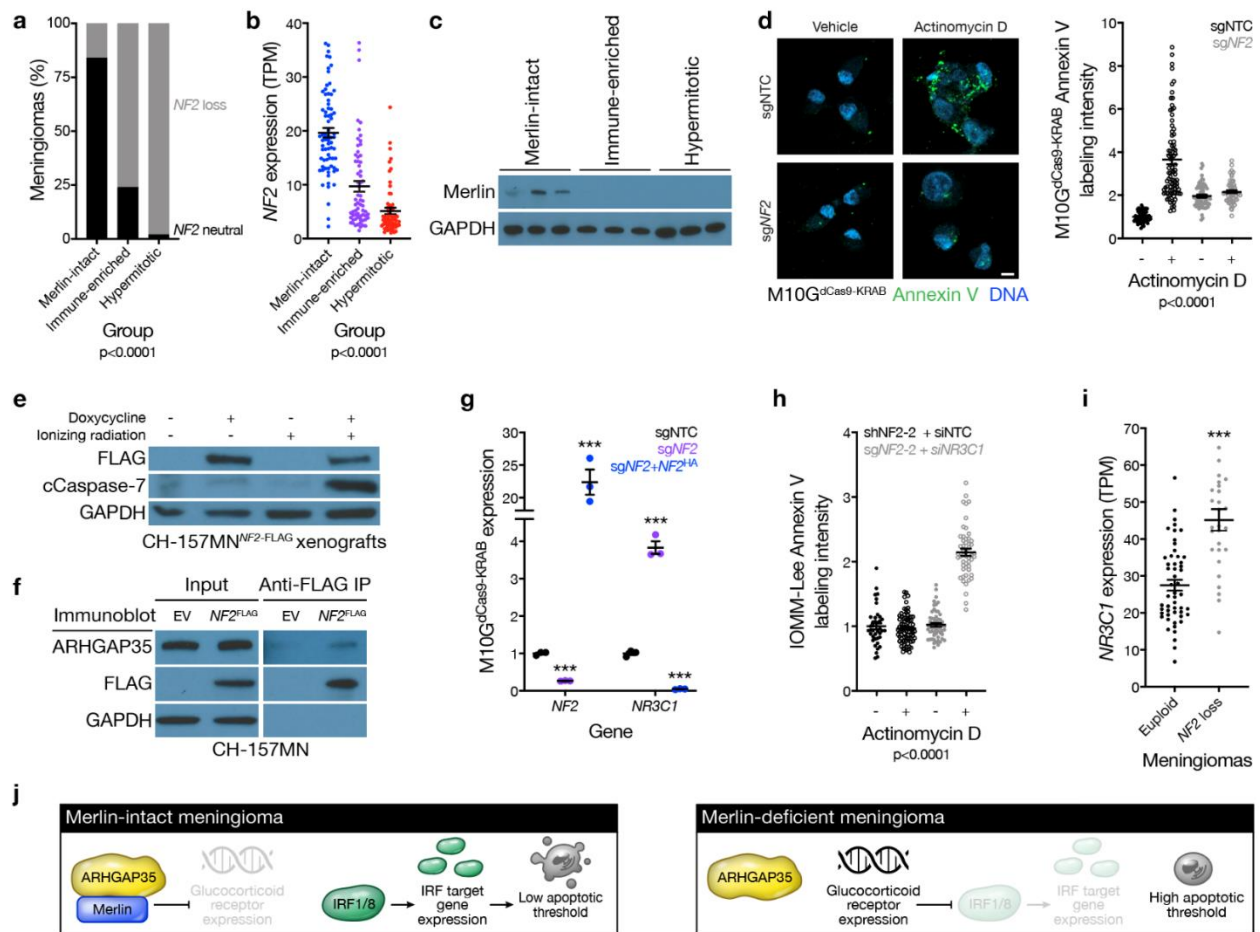 a
Meningiomas (%)
100
75
50
25
0
NF2 loss
NF2 neutral
Merlin-intact
Immune-enriched
Hypermitotic
Group
p<0.0001
b
NF2 expression (TPM)
40
30
20
10
0
Merlin-intact
Immune-enriched
Hypermitotic
Group
p<0.0001
c
Merlin-intact
Immune-enriched
Hypermitotic
Merlin
GAPDH
d
Vehicle
Actinomycin D
sgNTC
sgNF2
M10GdCas9-KRAB Annexin V DNA
sgNTC
sgNF2
M10GdCas9-KRAB Annexin V
labeling intensity
10
8
6
4
2
0
- + - +
Actinomycin D
p<0.0001
e
Doxycycline - + - +
Ionizing radiation - - + +
FLAG
cCaspase-7
GAPDH
CH-157MNNF2-FLAG xenografts
f
Input Anti-FLAG IP
Immunoblot EV NF2FLAG EV NF2FLAG
ARHGAP35
FLAG
GAPDH
CH-157MN
g
sgNTC
sgNF2
sgNF2+NF2HA
M10GdCas9-KRAB expression
30
25
20
4
3
2
1
0
***
***
***
***
NF2 NR3C1
Gene
h
shNF2-2 + siNTC
sgNF2-2 + siNR3C1
IOMM-Lee Annexin V
labeling intensity
4
3
2
1
0
- + - +
Actinomycin D
p<0.0001
i
***
NR3C1 expression (TPM)
70
60
50
40
30
20
10
0
Euploid
NF2 loss
Meningiomas
j
Merlin-intact meningioma
ARHGAP35
Merlin
Glucocorticoid
receptor
expression
IRF1/8
IRF target
gene
expression
Low apoptotic
threshold
Merlin-deficient meningioma
ARHGAP35
Glucocorticoid
receptor
expression
IRF1/8
IRF target
gene
expression
High apoptotic
threshold